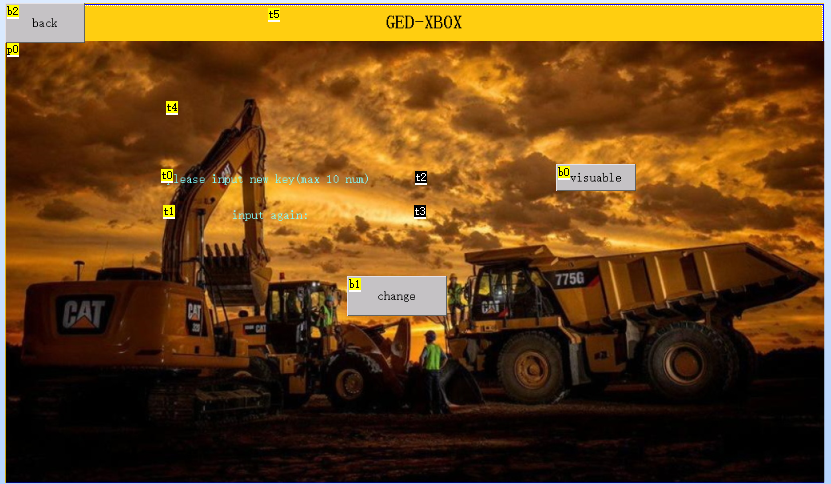 b2
back
t5
GED-XBOX
p0
t4
t0
please input new key(max 10 num)
t2
b0
visuable
t1
input again:
t3
b1
change
775G
CAT
CAT
CAT
CAT